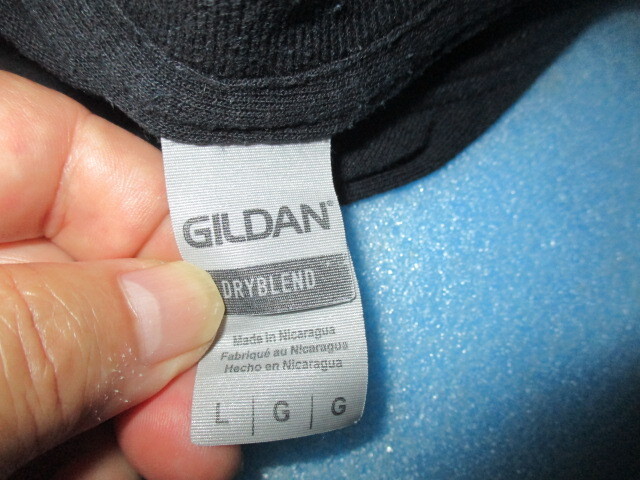 GILDAN®
DRYBLEND
Made in Nicaragua
Fabriqué au Nicaragua
Hecho en Nicaragua
L | G | G